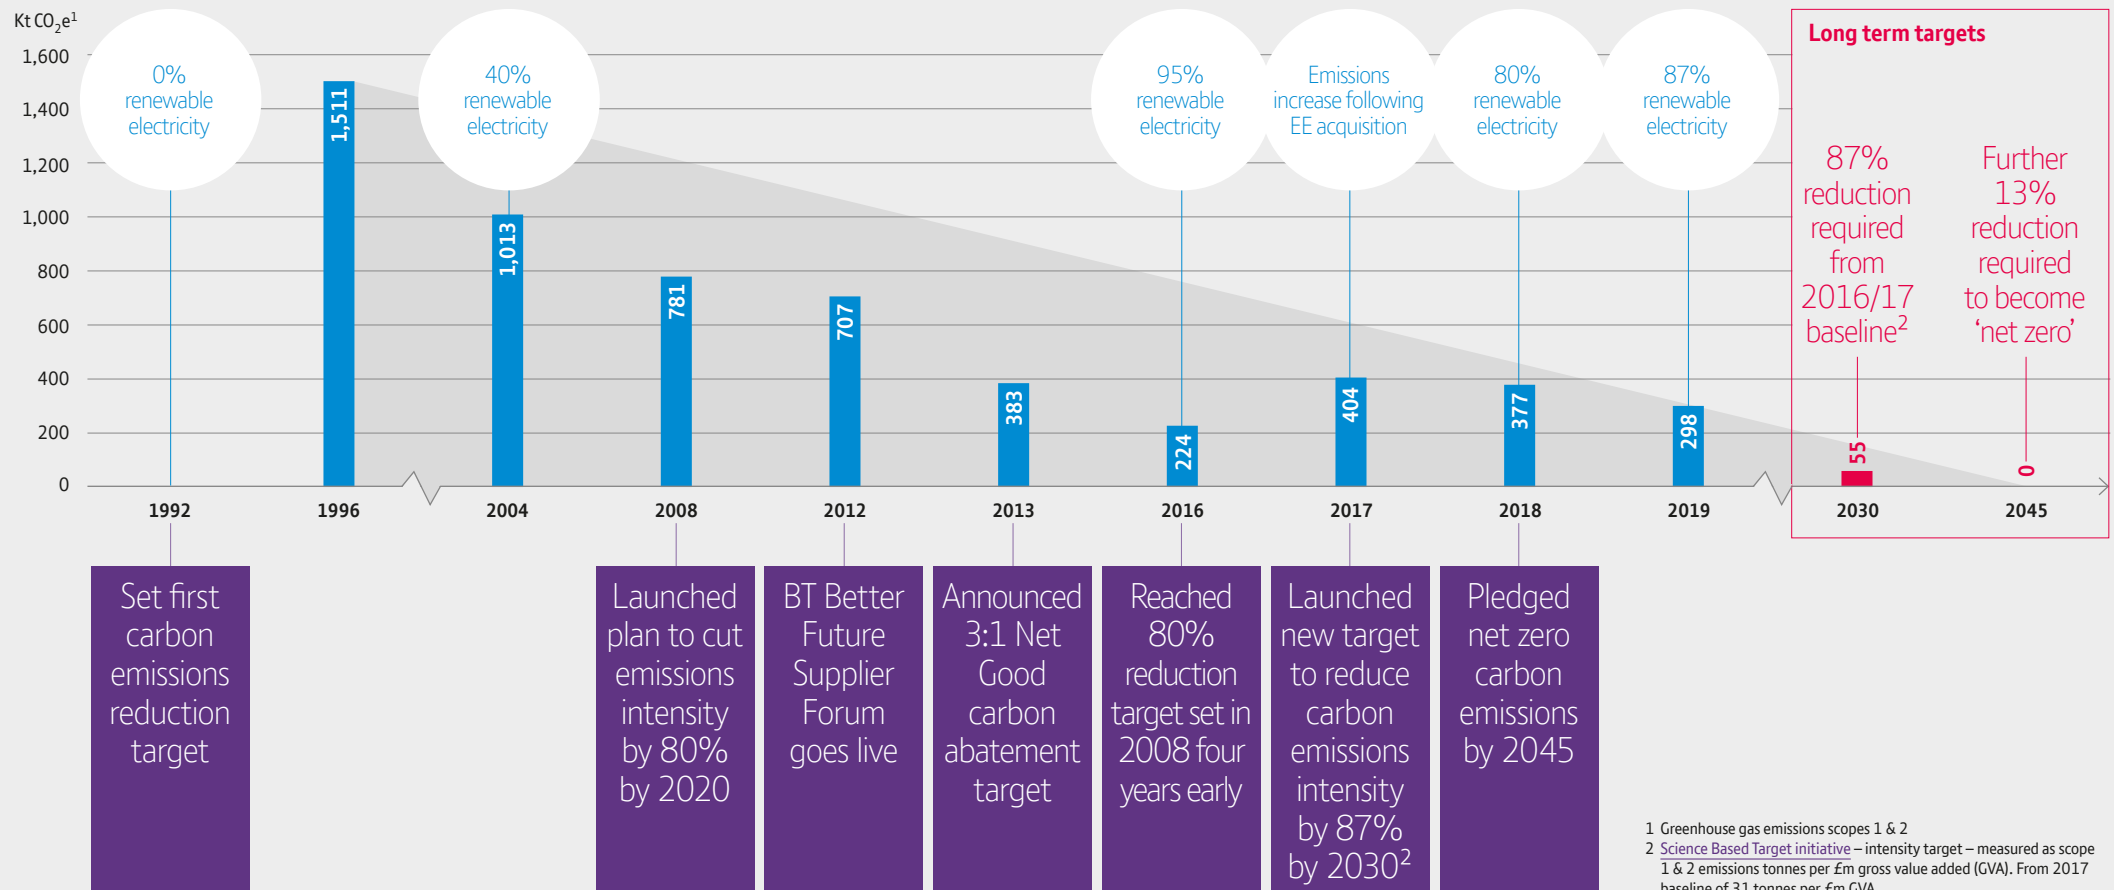 Kt CO₂e¹
1,600
1,400
1,200
1,000
800
600
400
200
0
0%
renewable
electricity
40%
renewable
electricity
95%
renewable
electricity
Emissions
increase following
EE acquisition
80%
renewable
electricity
87%
renewable
electricity
Long term targets
87%
reduction
required
from
2016/17
baseline²
Further
13%
reduction
required
to become
‘net zero’
1,511
1,013
781
707
383
224
404
377
298
55
0
1992
1996
2004
2008
2012
2013
2016
2017
2018
2019
2030
2045
Set first
carbon
emissions
reduction
target
Launched
plan to cut
emissions
intensity
by 80%
by 2020
BT Better
Future
Supplier
Forum
goes live
Announced
3:1 Net
Good
carbon
abatement
target
Reached
80%
reduction
target set in
2008 four
years early
Launched
new target
to reduce
carbon
emissions
intensity
by 87%
by 2030²
Pledged
net zero
carbon
emissions
by 2045
1 Greenhouse gas emissions scopes 1 & 2
2 Science Based Target initiative – intensity target – measured as scope
1 & 2 emissions tonnes per £m gross value added (GVA). From 2017
baseline of 31 tonnes per £m GVA